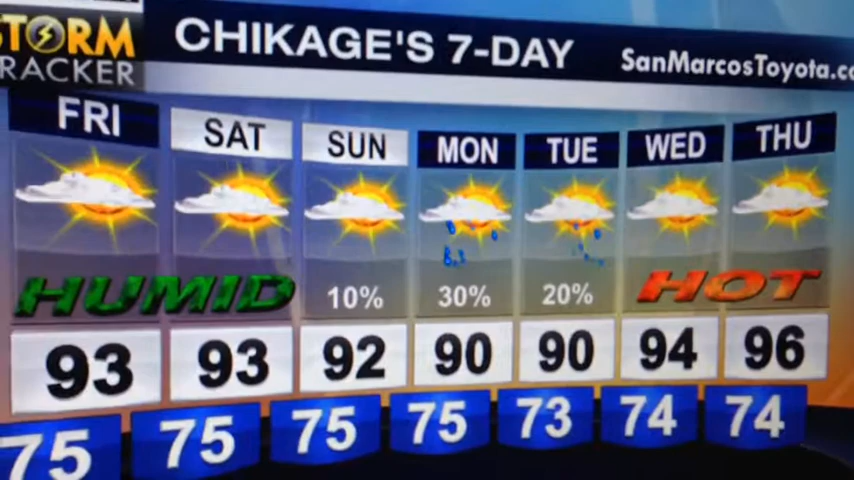 STORM
TRACKER
CHIKAGE'S 7-DAY
SanMarcosToyota.co
FRI SAT SUN MON TUE WED THU
HUMID 10% 30% 20% HOT
93 93 92 90 90 94 96
75 75 75 75 73 74 74